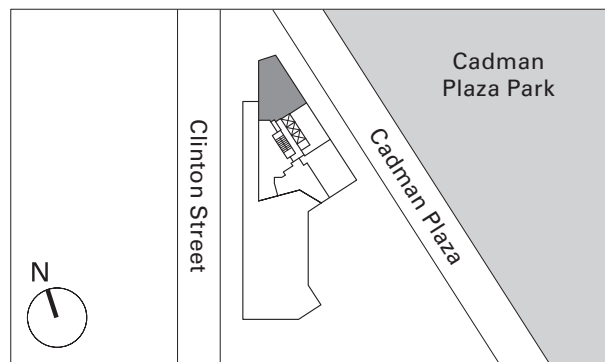 Cadman
Plaza Park
Clinton Street
Cadman Plaza
N